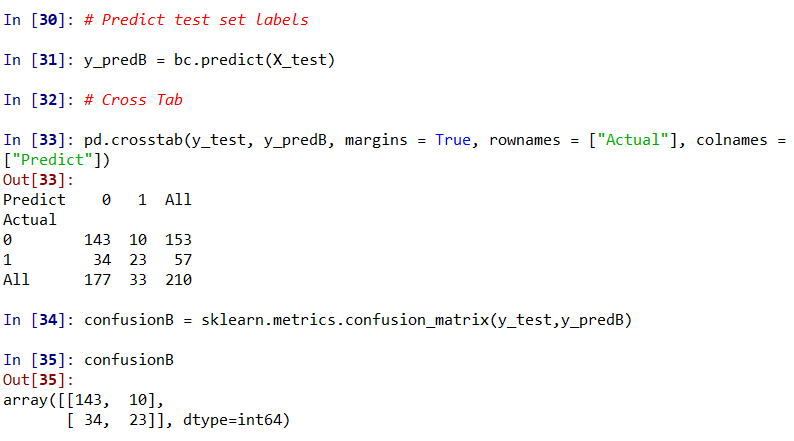 In [30]: # Predict test set labels
In [31]: y_predB = bc.predict(X_test)
In [32]: # Cross Tab
In [33]: pd.crosstab(y_test, y_predB, margins = True, rownames = ["Actual"], colnames =
["Predict"])
Out[33]:
Predict    0   1  All
Actual
0        143  10  153
1         34  23   57
All      177  33  210
In [34]: confusionB = sklearn.metrics.confusion_matrix(y_test,y_predB)
In [35]: confusionB
Out[35]:
array([[143,  10],
       [ 34,  23]], dtype=int64)